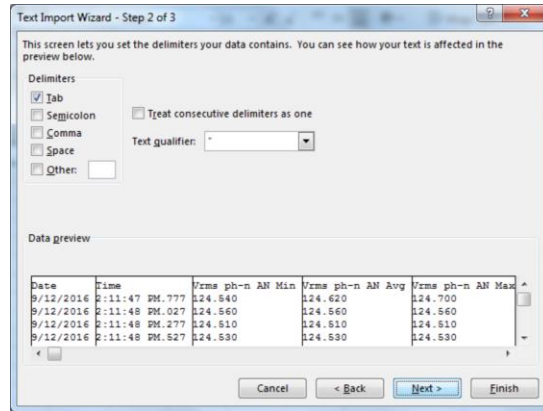 Text Import Wizard - Step 2 of 3
This screen lets you set the delimiters your data contains. You can see how your text is affected in the
preview below.
Delimiters
Tab
Semicolon
Comma
Space
Other:
Treat consecutive delimiters as one
Text qualifier: "
Data preview
Date Time Vrms ph-n AN Min Vrms ph-n AN Avg Vrms ph-n AN Max
9/12/2016 2:11:47 PM.777 124.540 124.620 124.700
9/12/2016 2:11:48 PM.027 124.560 124.560 124.560
9/12/2016 2:11:48 PM.277 124.510 124.510 124.510
9/12/2016 2:11:48 PM.527 124.530 124.530 124.530
Cancel < Back Next > Finish